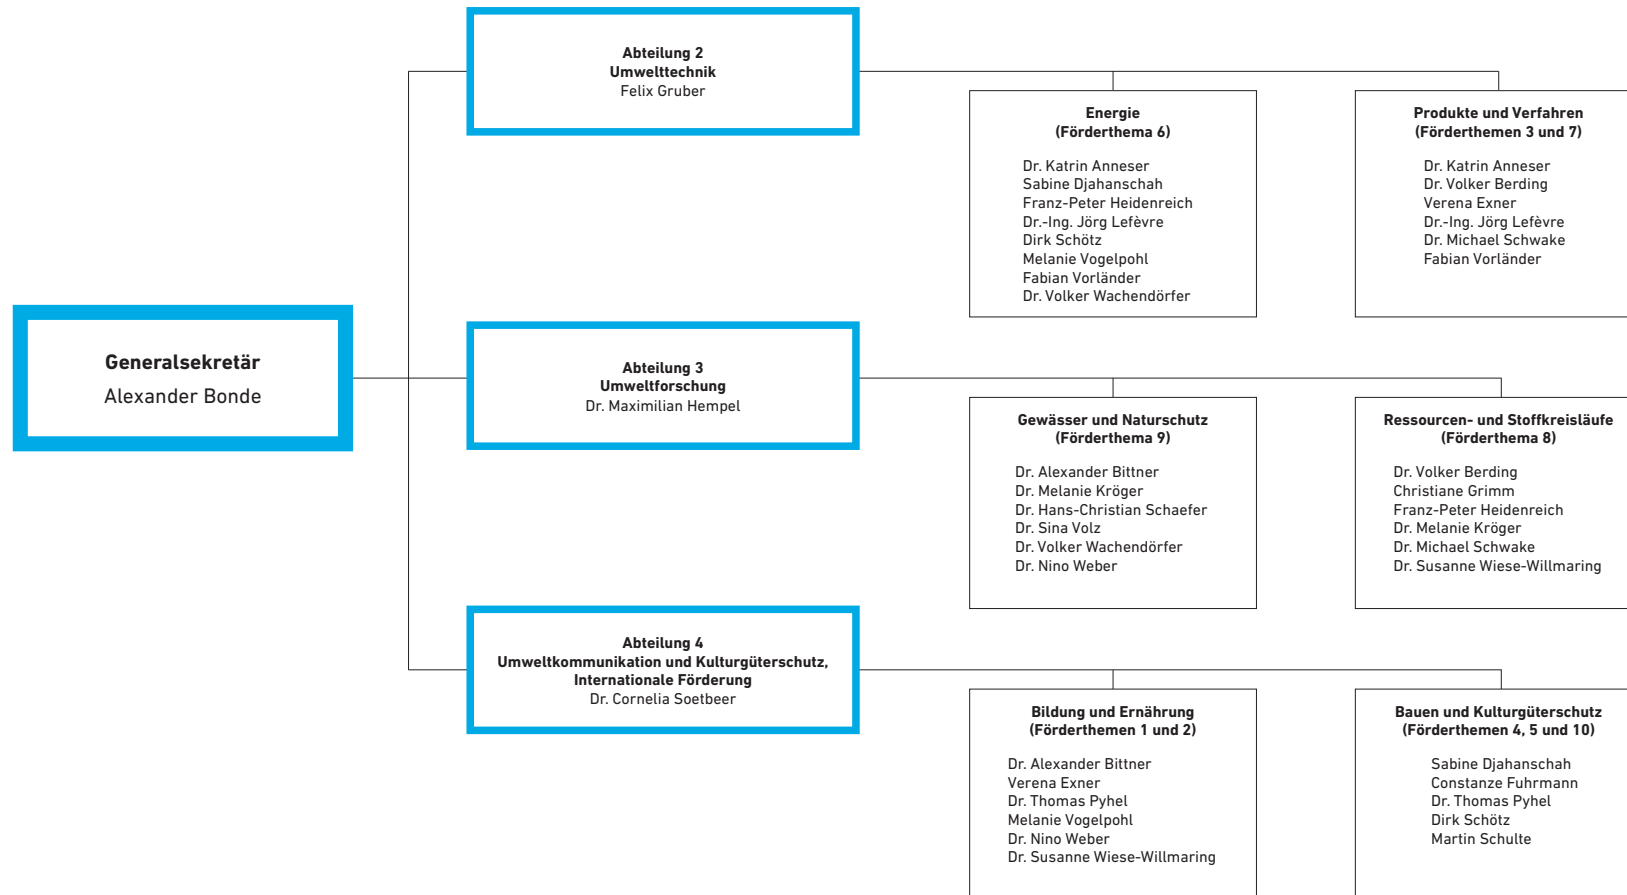 Generalsekretär
Alexander Bonde
Abteilung 2
Umwelttechnik
Felix Gruber
Energie
(Förderthema 6)
Dr. Katrin Anneser
Sabine Djahanschah
Franz-Peter Heidenreich
Dr.-Ing. Jörg Lefèvre
Dirk Schötz
Melanie Vogelpohl
Fabian Vorländer
Dr. Volker Wachendörfer
Produkte und Verfahren
(Förderthemen 3 und 7)
Dr. Katrin Anneser
Dr. Volker Berding
Verena Exner
Dr.-Ing. Jörg Lefèvre
Dr. Michael Schwake
Fabian Vorländer
Abteilung 3
Umweltforschung
Dr. Maximilian Hempel
Gewässer und Naturschutz
(Förderthema 9)
Dr. Alexander Bittner
Dr. Melanie Kröger
Dr. Hans-Christian Schaefer
Dr. Sina Volz
Dr. Volker Wachendörfer
Dr. Nino Weber
Ressourcen- und Stoffkreisläufe
(Förderthema 8)
Dr. Volker Berding
Christiane Grimm
Franz-Peter Heidenreich
Dr. Melanie Kröger
Dr. Michael Schwake
Dr. Susanne Wiese-Willmaring
Abteilung 4
Umweltkommunikation und Kulturgüterschutz,
Internationale Förderung
Dr. Cornelia Soetbeer
Bildung und Ernährung
(Förderthemen 1 und 2)
Dr. Alexander Bittner
Verena Exner
Dr. Thomas Pyhel
Melanie Vogelpohl
Dr. Nino Weber
Dr. Susanne Wiese-Willmaring
Bauen und Kulturgüterschutz
(Förderthemen 4, 5 und 10)
Sabine Djahanschah
Constanze Fuhrmann
Dr. Thomas Pyhel
Dirk Schötz
Martin Schulte